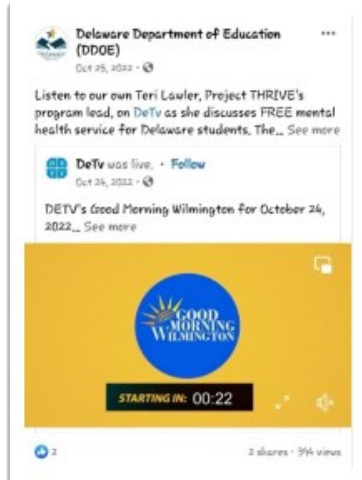 Delaware Department of Education
(DDOE)
Oct 25, 2022 ·
Listen to our own Teri Lawler, Project THRIVE's
program lead, on DeTv as she discusses FREE mental
health service for Delaware students. The... See more
DeTv was live. · Follow
Oct 24, 2022 ·
DETV's Good Morning Wilmington for October 24,
2022... See more
GOOD
MORNING
WILMINGTON
STARTING IN: 00:22
2
2 shares · 394 views